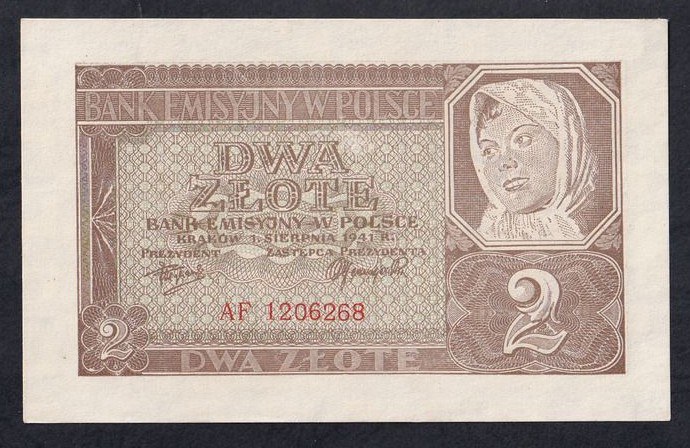 BANK EMISYJNY W POLSCE
DWA
ZŁOTE
BANK EMISYJNY W POLSCE
KRAKÓW 1. SIERPNIA 1941 R.
PREZYDENT ZASTĘPCA PREZYDENTA
AF 1206268
2
2
DWA ZŁOTE